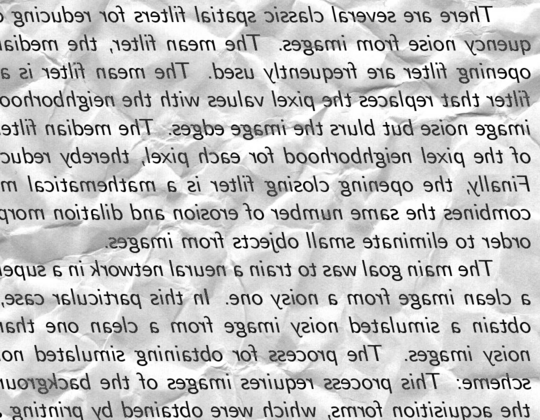 There are several classic spatial filters for reducing
quency noise from images. The mean filter, the median
opening filter are frequently used. The mean filter is a
filter that replaces the pixel values with the neighborhoo
image noise but blurs the image edges. The median filte
of the pixel neighborhood for each pixel, thereby reduc
Finally, the opening closing filter is a mathematical m
combines the same number of erosion and dilation morp
order to eliminate small objects from images.
The main goal was to train a neural network in a supe
a clean image from a noisy one. In this particular case,
obtain a simulated noisy image from a clean one than
noisy images. The process for obtaining simulated no
scheme: This process requires images of the backgroun
the acquisition forms, which were obtained by printing